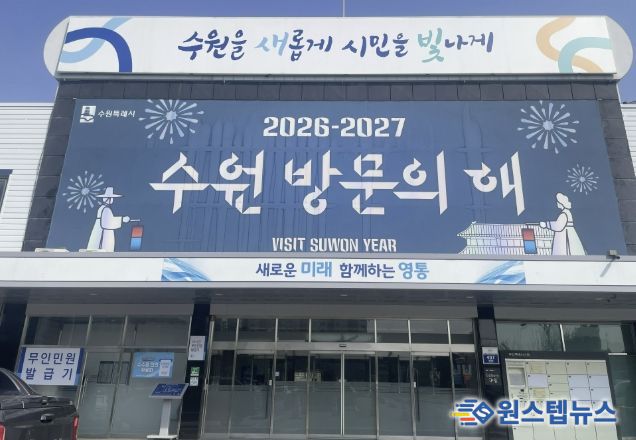 수원을 새롭게 시민을 빛나게
수원특례시
2026-2027
수원 방문의 해
VISIT SUWON YEAR
새로운 미래 함께하는 영통
무인민원
발급기
원스텝뉴스